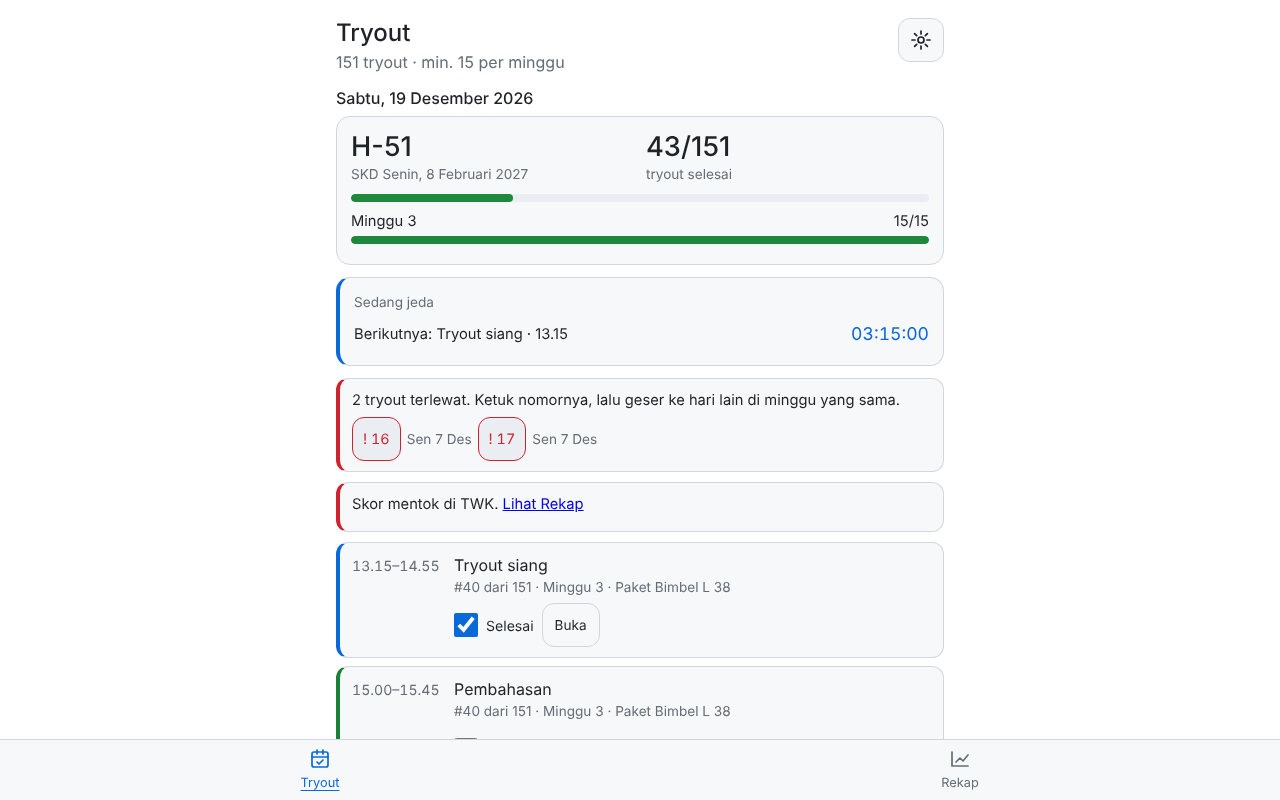 Tryout
151 tryout · min. 15 per minggu
Sabtu, 19 Desember 2026
H-51
SKD Senin, 8 Februari 2027
43/151
tryout selesai
Minggu 3
15/15
Sedang jeda
Berikutnya: Tryout siang · 13.15
03:15:00
2 tryout terlewat. Ketuk nomornya, lalu geser ke hari lain di minggu yang sama.
! 16 Sen 7 Des ! 17 Sen 7 Des
Skor mentok di TWK. Lihat Rekap
13.15–14.55
Tryout siang
#40 dari 151 · Minggu 3 · Paket Bimbel L 38
Selesai
Buka
15.00–15.45
Pembahasan
#40 dari 151 · Minggu 3 · Paket Bimbel L 38
Tryout
Rekap